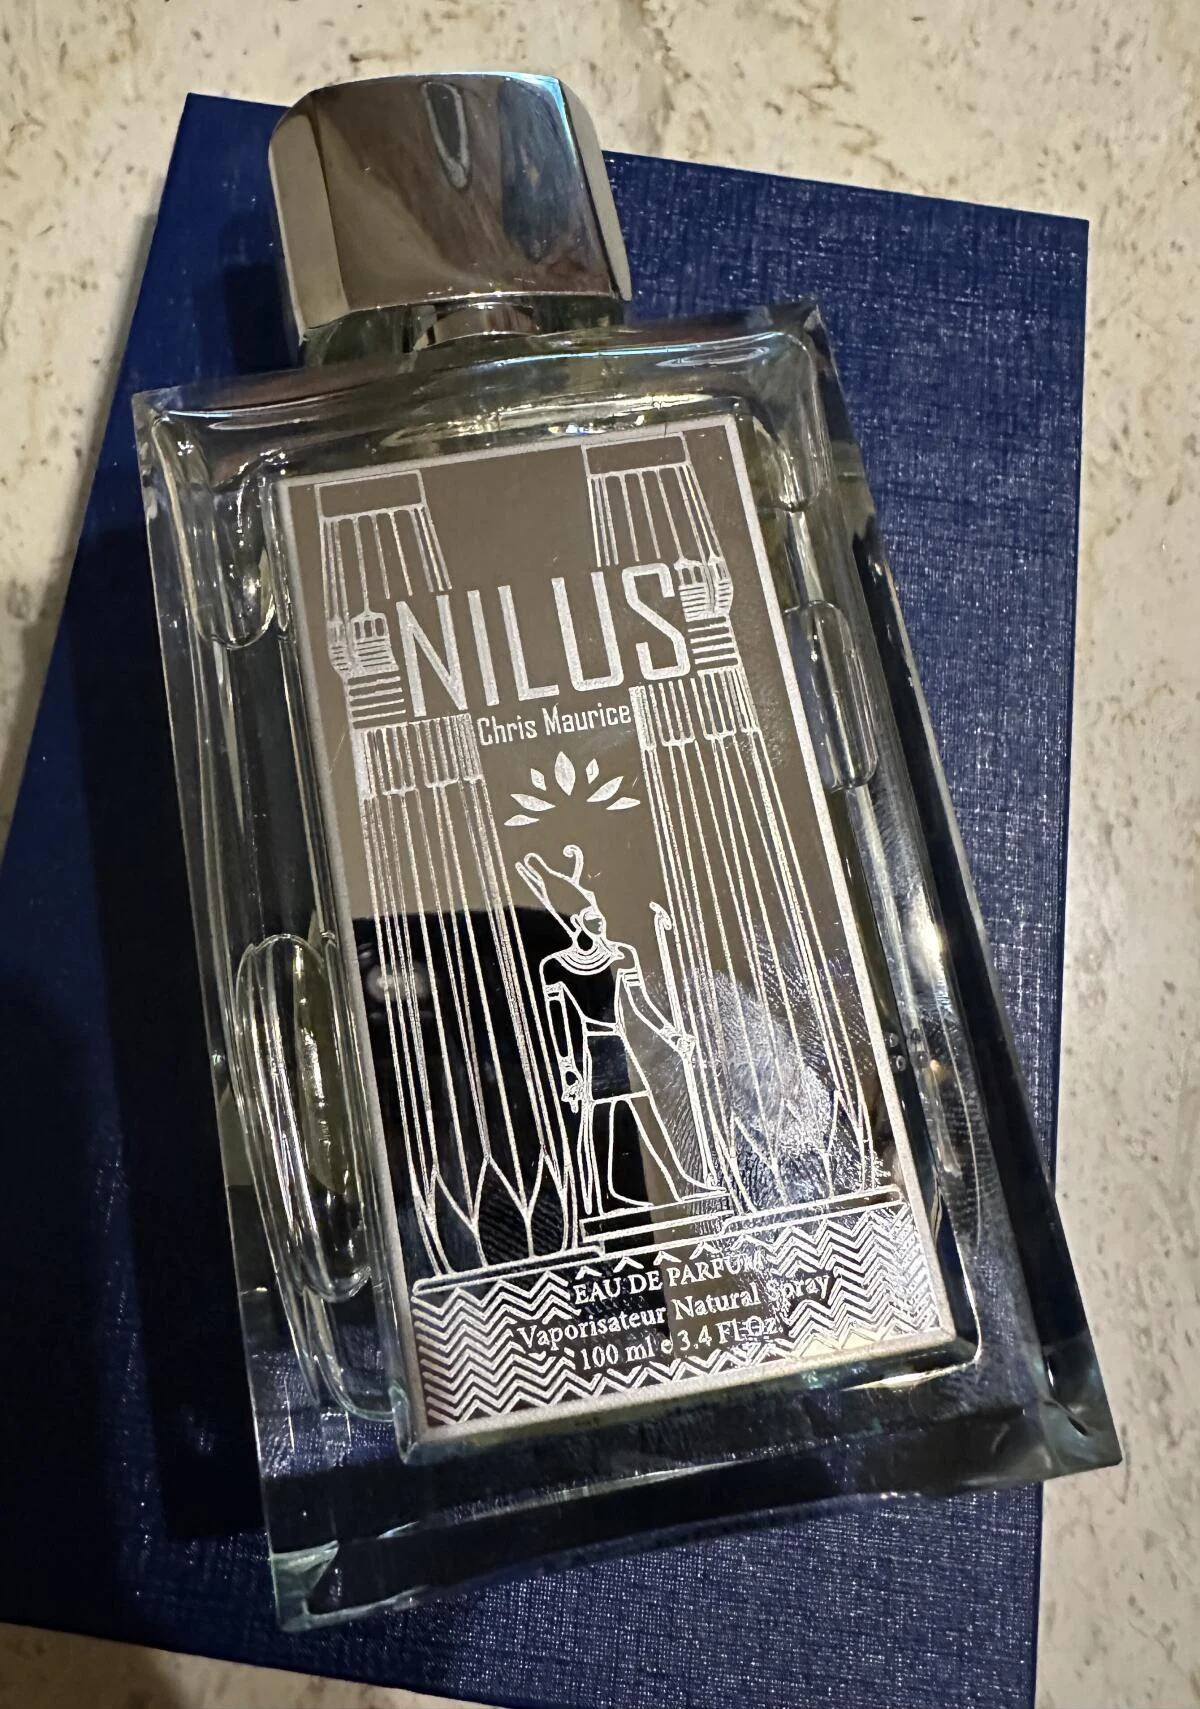 NILUS
Chris Maurice
EAU DE PARFUM
Vaporisateur Natural Spray
100 ml e 3.4 Fl.Oz.